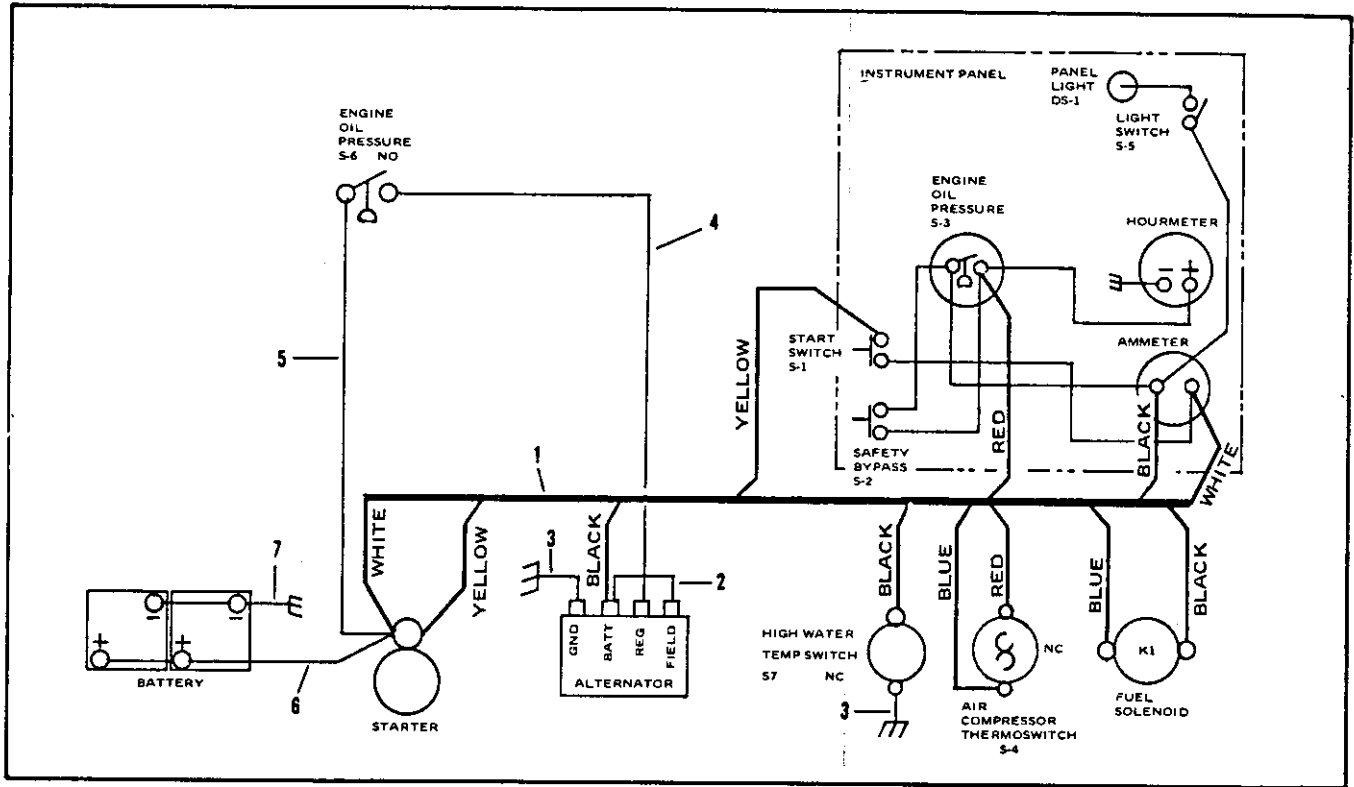 INSTRUMENT PANEL
PANEL
LIGHT
DS-1
LIGHT
SWITCH
S-5
ENGINE
OIL
PRESSURE
S-6 NO
ENGINE
OIL
PRESSURE
S-3
HOURMETER
- +
4
5
START
SWITCH
S-1
AMMETER
YELLOW
RED
BLACK
WHITE
SAFETY
BYPASS
S-2
1
WHITE
YELLOW
3
BLACK
2
7
BLACK
BLUE
RED
BLUE
BLACK
- -
+ +
BATTERY
6
STARTER
GND
BATT
REG
FIELD
ALTERNATOR
HIGH WATER
TEMP SWITCH
S7 NC
3
NC
AIR
COMPRESSOR
THERMOSWITCH
S-4
K1
FUEL
SOLENOID